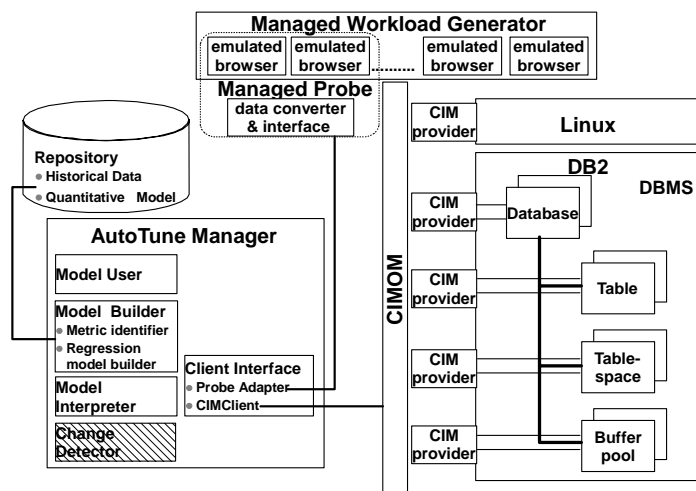 Managed Workload Generator
emulated
browser
emulated
browser
..........
emulated
browser
emulated
browser
Managed Probe
data converter
& interface
Repository
Historical Data
Quantitative Model
AutoTune Manager
Model User
Model Builder
Metric identifier
Regression
model builder
Model
Interpreter
Change
Detector
Client Interface
Probe Adapter
CIMClient
CIMOM
CIM
provider
Linux
DB2
DBMS
CIM
provider
Database
CIM
provider
Table
CIM
provider
Table-
space
CIM
provider
Buffer
pool